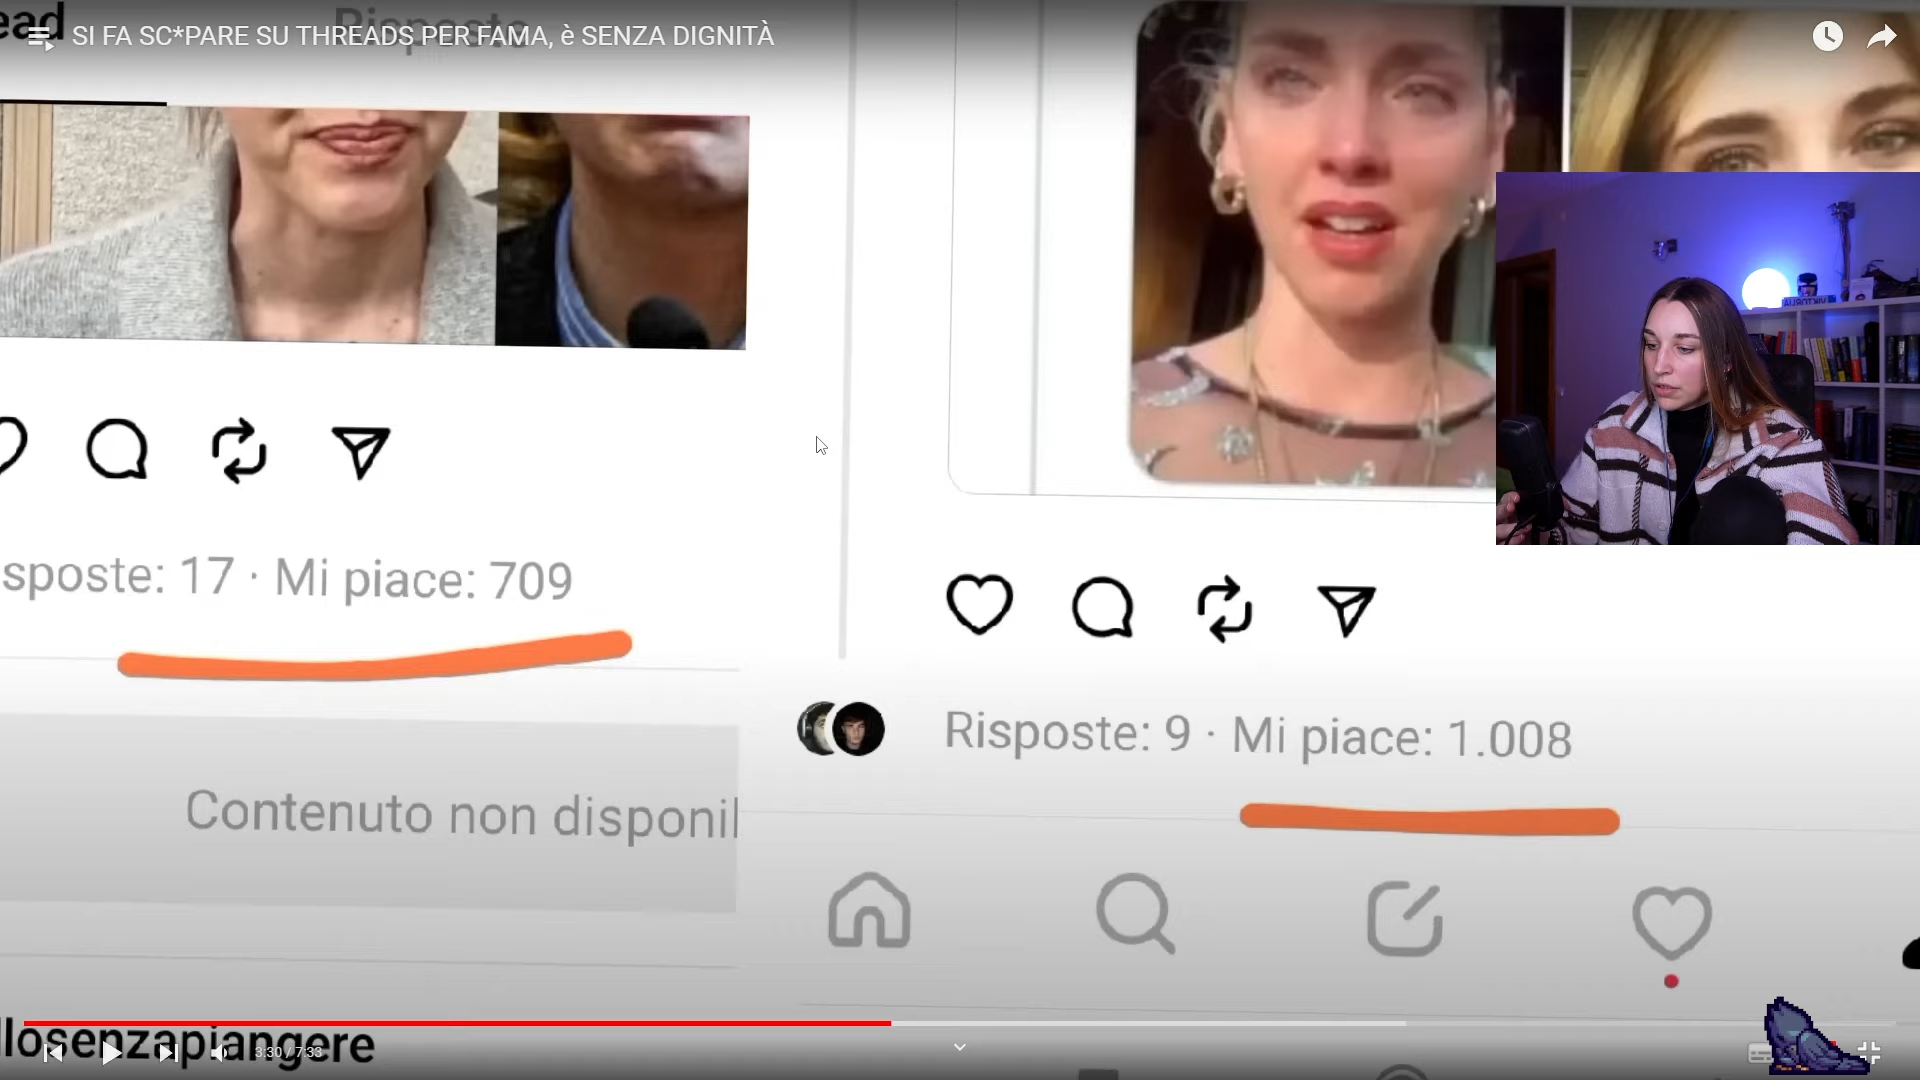 ead
Risposte
SI FA SC*PARE SU THREADS PER FAMA, è SENZA DIGNITÀ
sposte: 17 · Mi piace: 709
Risposte: 9 · Mi piace: 1.008
Contenuto non disponil
llosenzapiangere
3:30 / 7:33